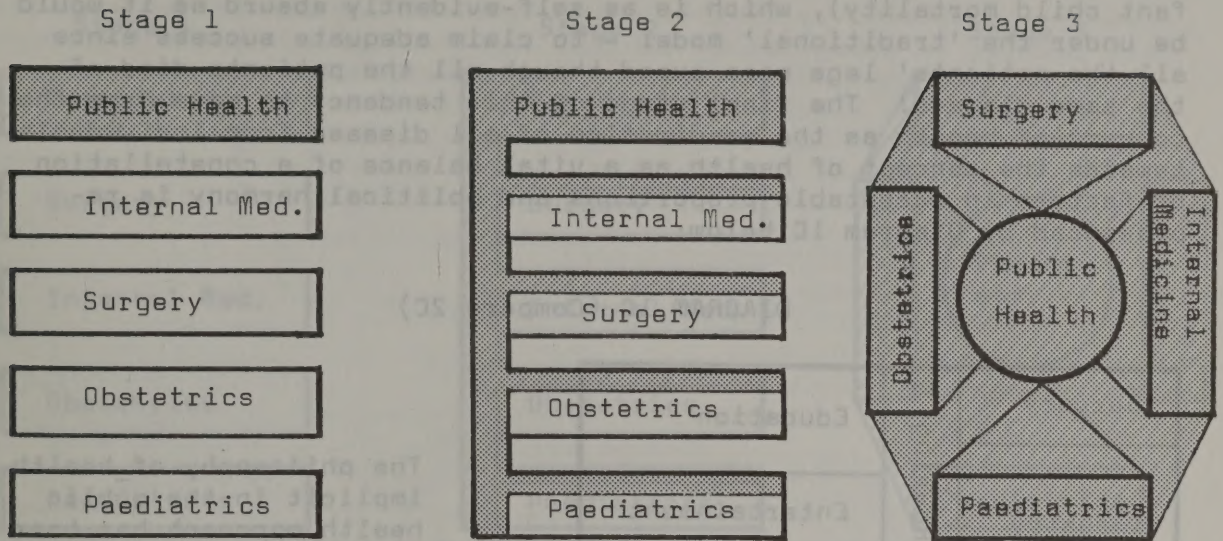 Stage 1
Public Health
Internal Med.
Surgery
Obstetrics
Paediatrics
Stage 2
Public Health
Internal Med.
Surgery
Obstetrics
Paediatrics
Stage 3
Surgery
Obstetrics
Public
Health
Internal
Medicine
Paediatrics